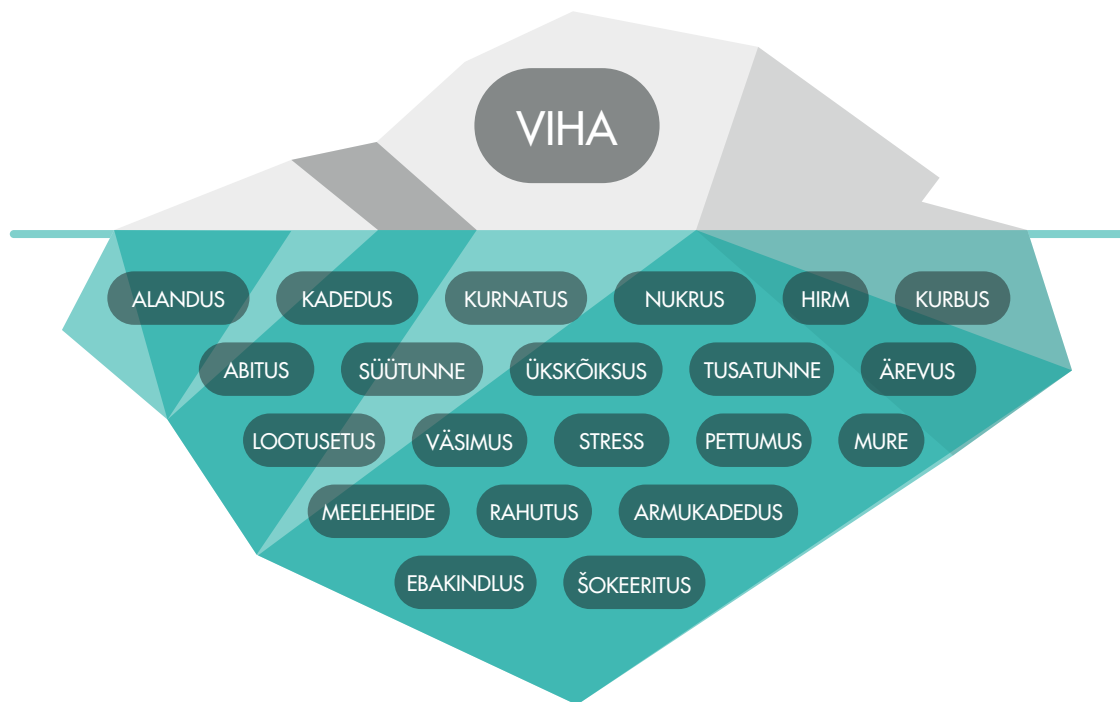 VIHA
ALANDUS KADEDUS KURNATUS NUKRUS HIRM KURBUS
ABITUS SÜÜTUNNE ÜKSKÕIKSUS TUSATUNNE ÄREVUS
LOOTUSETUS VÄSIMUS STRESS PETTUMUS MURE
MEELEHEIDE RAHUTUS ARMUKADEDUS
EBAKINDLUS ŠOKEERITUS